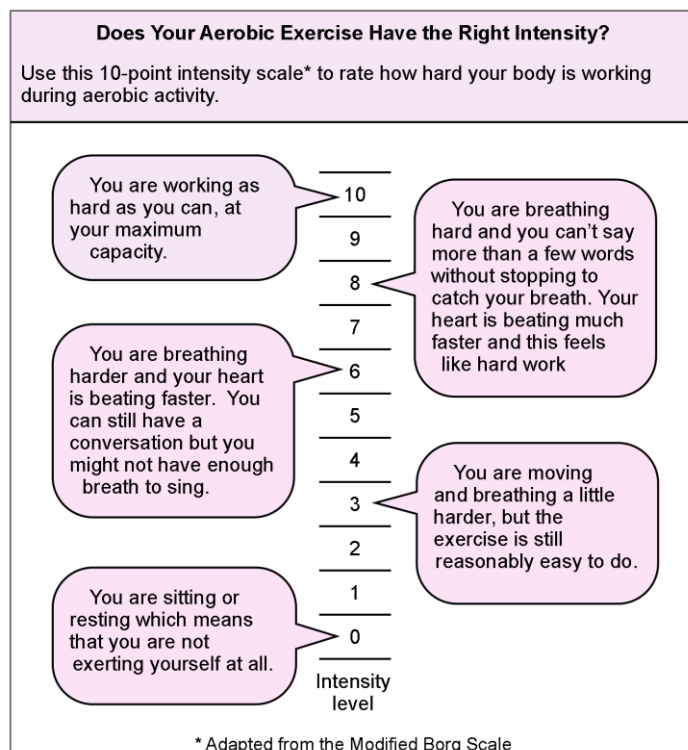 Does Your Aerobic Exercise Have the Right Intensity?
Use this 10-point intensity scale* to rate how hard your body is working
during aerobic activity.
You are working as
hard as you can, at
your maximum
capacity.
You are breathing
hard and you can't say
more than a few words
without stopping to
catch your breath. Your
heart is beating much
faster and this feels
like hard work
You are breathing
harder and your heart
is beating faster. You
can still have a
conversation but you
might not have enough
breath to sing.
You are moving
and breathing a little
harder, but the
exercise is still
reasonably easy to do.
You are sitting or
resting which means
that you are not
exerting yourself at all.
10
9
8
7
6
5
4
3
2
1
0
Intensity
level
* Adapted from the Modified Borg Scale